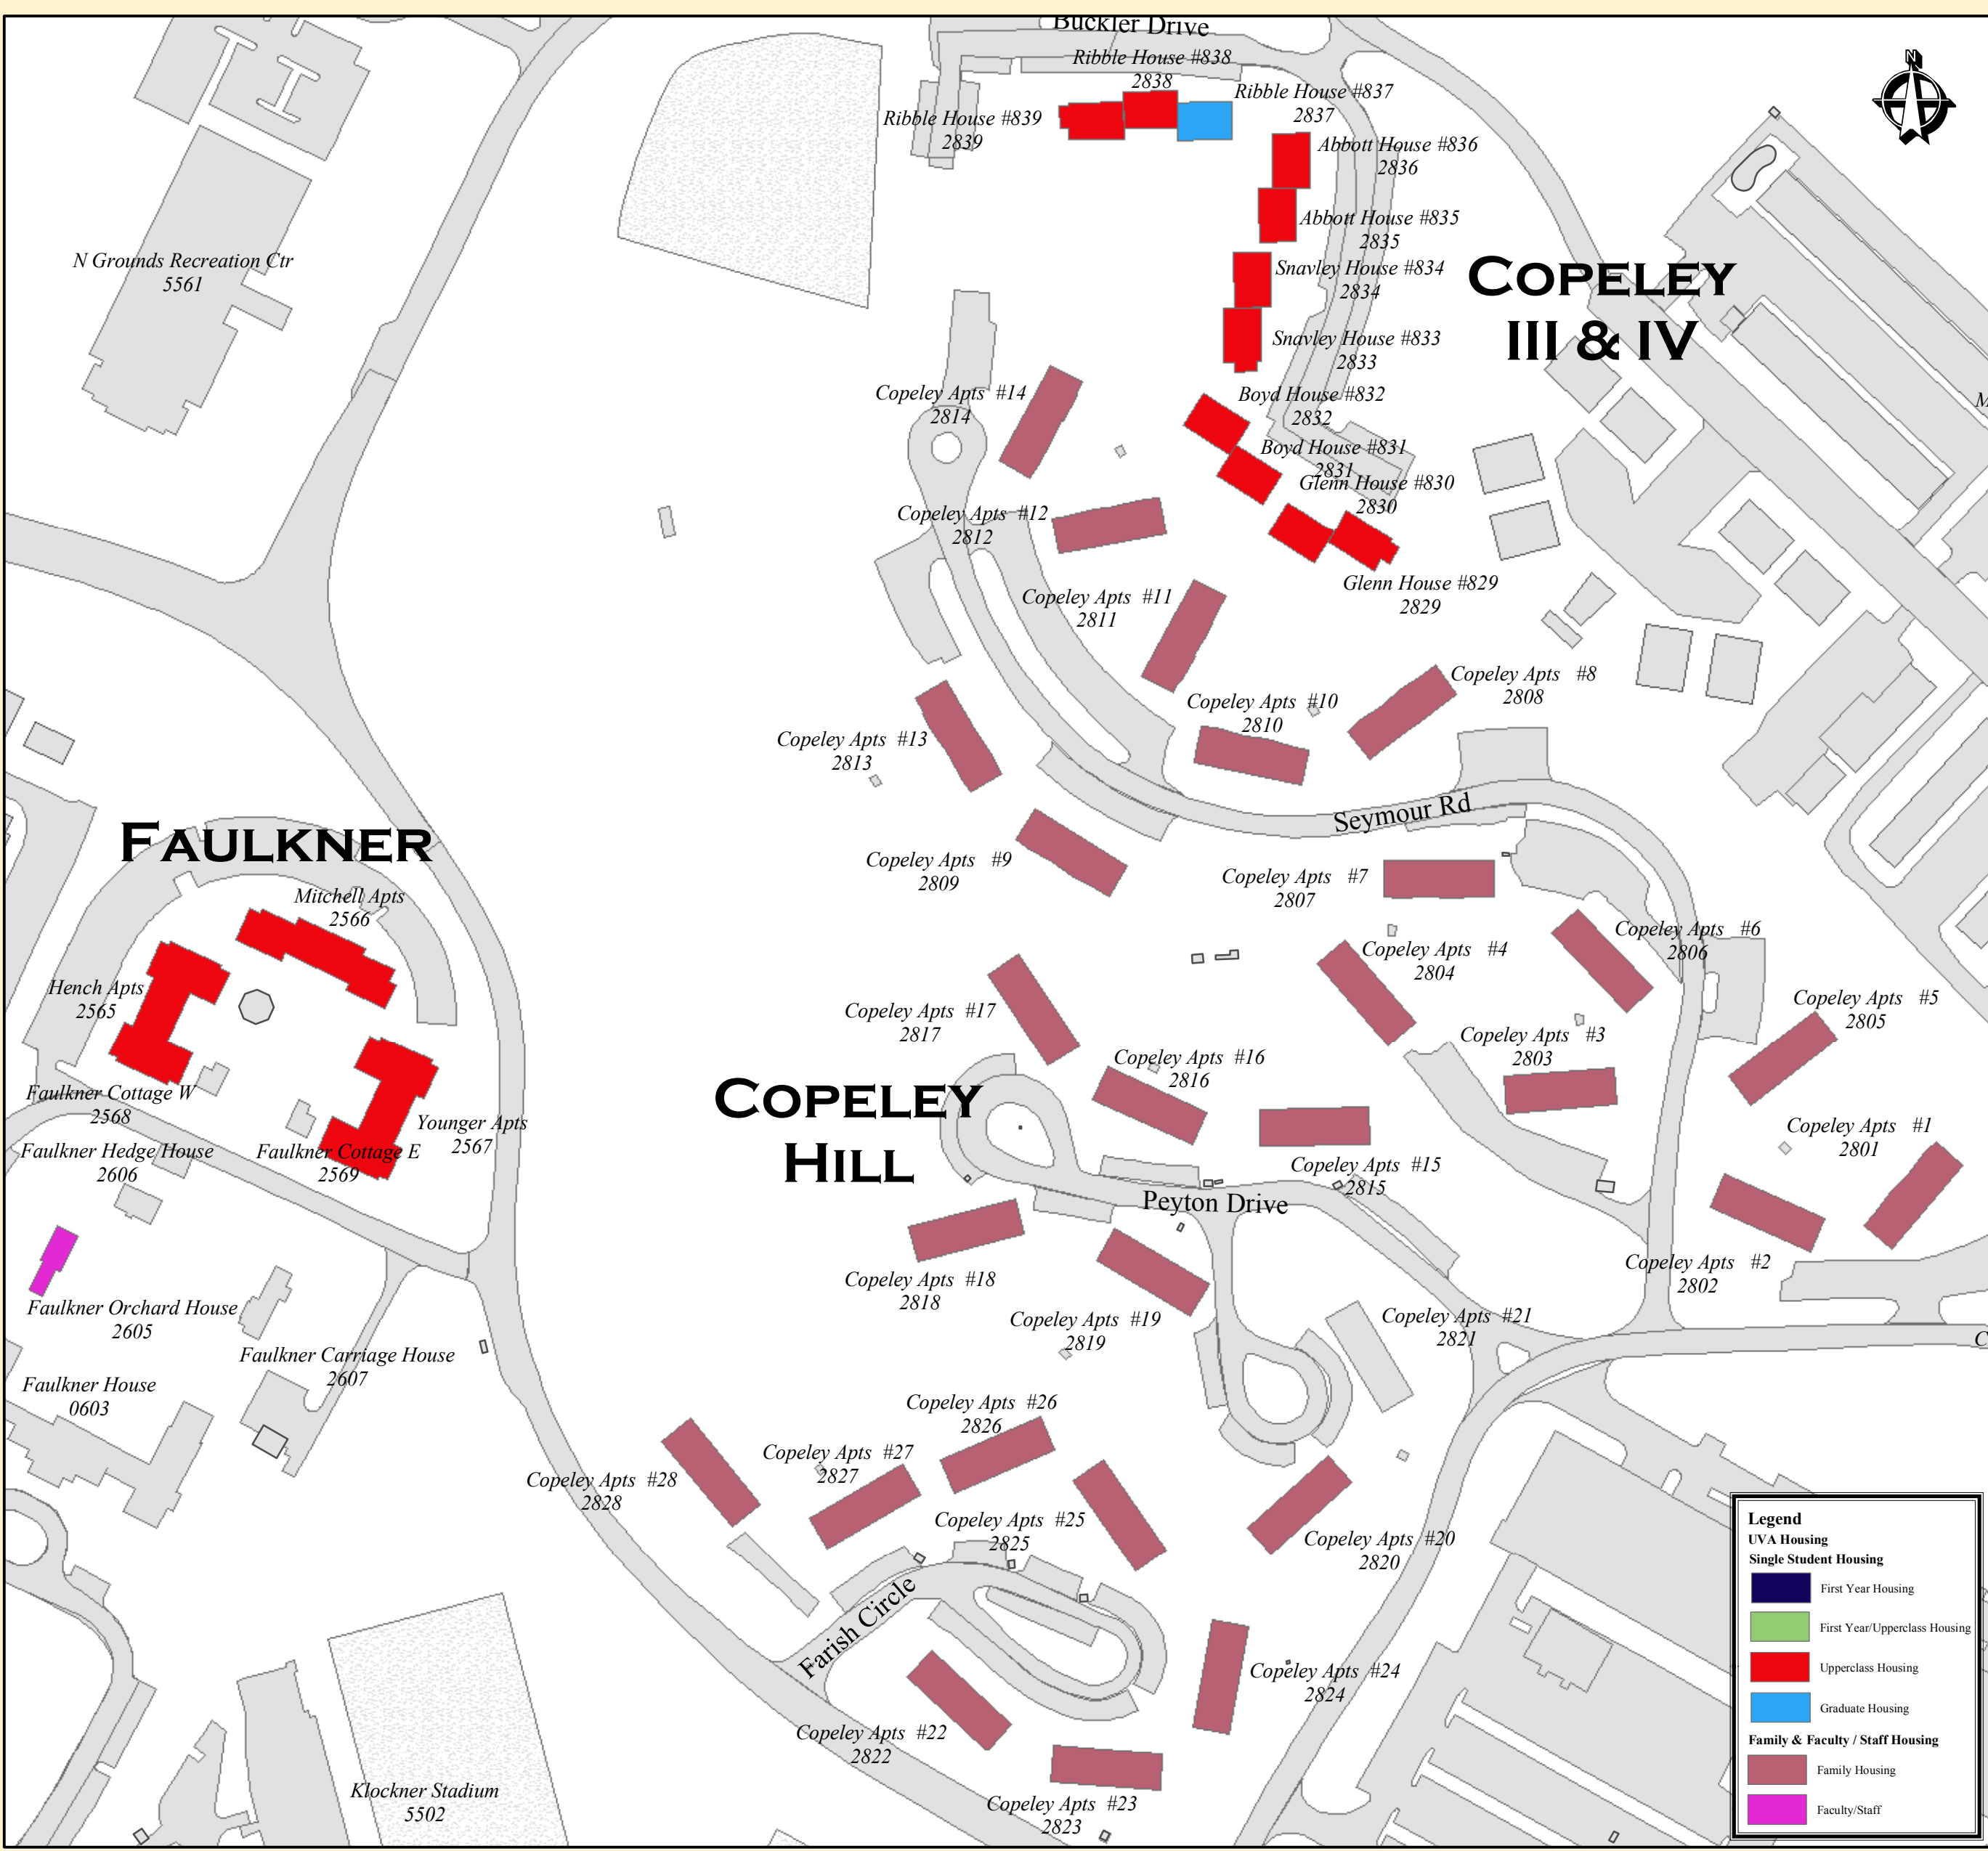 Buckler Drive
N
Ribble House #838
2838
Ribble House #837
2837
Ribble House #839
2839
Abbott House #836
2836
Abbott House #835
2835
N Grounds Recreation Ctr
5561
Snavley House #834
2834
COPELEY
III & IV
Snavley House #833
2833
Copeley Apts #14
2814
Boyd House #832
2832
Boyd House #831
2831
Glenn House #830
2830
Copeley Apts #12
2812
Glenn House #829
2829
Copeley Apts #11
2811
Copeley Apts #8
2808
Copeley Apts #10
2810
Copeley Apts #13
2813
Seymour Rd
FAULKNER
Copeley Apts #9
2809
Copeley Apts #7
2807
Mitchell Apts
2566
Copeley Apts #6
2806
Copeley Apts #4
2804
Hench Apts
2565
Copeley Apts #5
2805
Copeley Apts #17
2817
Copeley Apts #3
2803
Copeley Apts #16
2816
COPELEY
HILL
Faulkner Cottage W
2568
Younger Apts
2567
Copeley Apts #1
2801
Faulkner Hedge House
2606
Faulkner Cottage E
2569
Copeley Apts #15
2815
Peyton Drive
Copeley Apts #2
2802
Copeley Apts #18
2818
Faulkner Orchard House
2605
Copeley Apts #19
2819
Copeley Apts #21
2821
Faulkner Carriage House
2607
Faulkner House
0603
Copeley Apts #26
2826
Copeley Apts #27
2827
Copeley Apts #28
2828
Copeley Apts #25
2825
Copeley Apts #20
2820
Farish Circle
Copeley Apts #24
2824
Copeley Apts #22
2822
Klockner Stadium
5502
Copeley Apts #23
2823
Legend
UVA Housing
Single Student Housing
First Year Housing
First Year/Upperclass Housing
Upperclass Housing
Graduate Housing
Family & Faculty / Staff Housing
Family Housing
Faculty/Staff